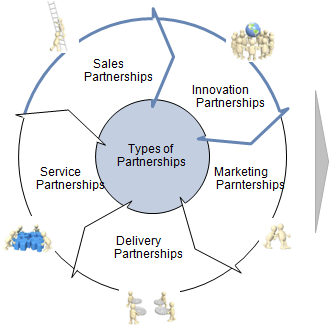 Sales
Partnerships
Innovation
Partnerships
Types of
Partnerships
Service
Partnerships
Marketing
Parnterships
Delivery
Partnerships